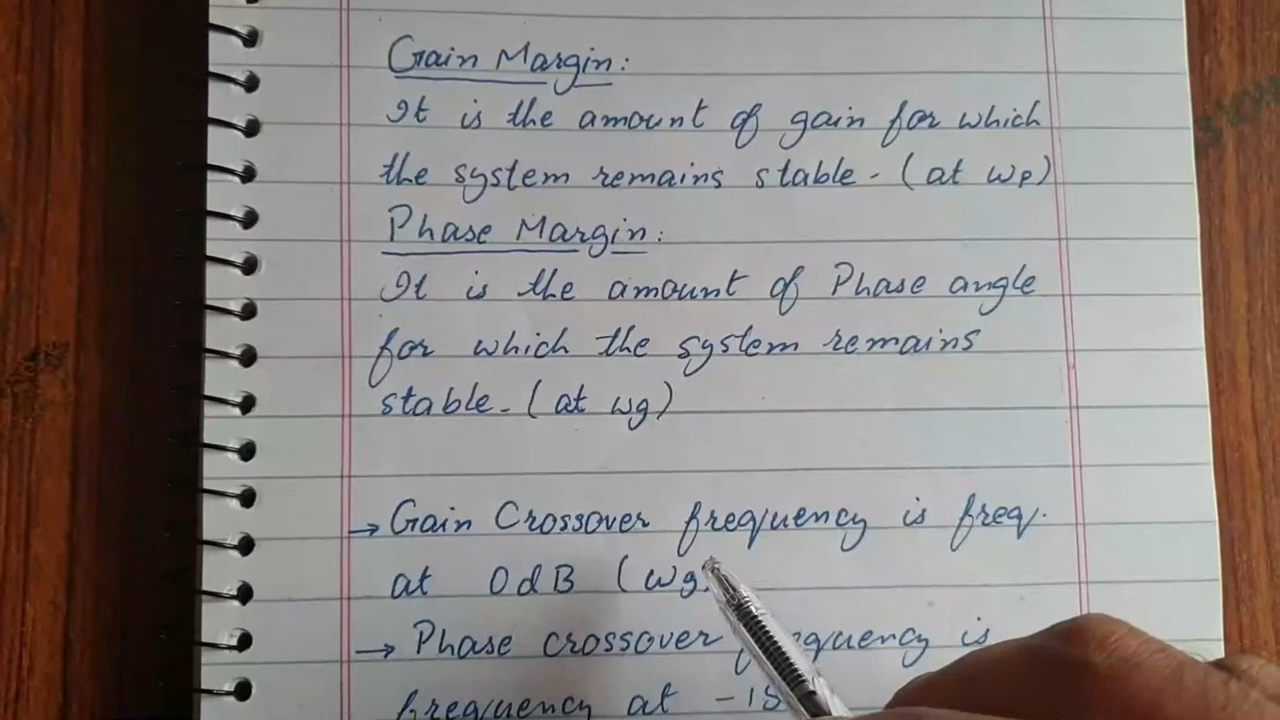 Gain Margin:
It is the amount of gain for which
the system remains stable. (at wp)
Phase Margin:
It is the amount of Phase angle
for which the system remains
stable. (at wg)
→ Gain Crossover frequency is freq.
at 0dB (wg
→ Phase crossover is
frequency at